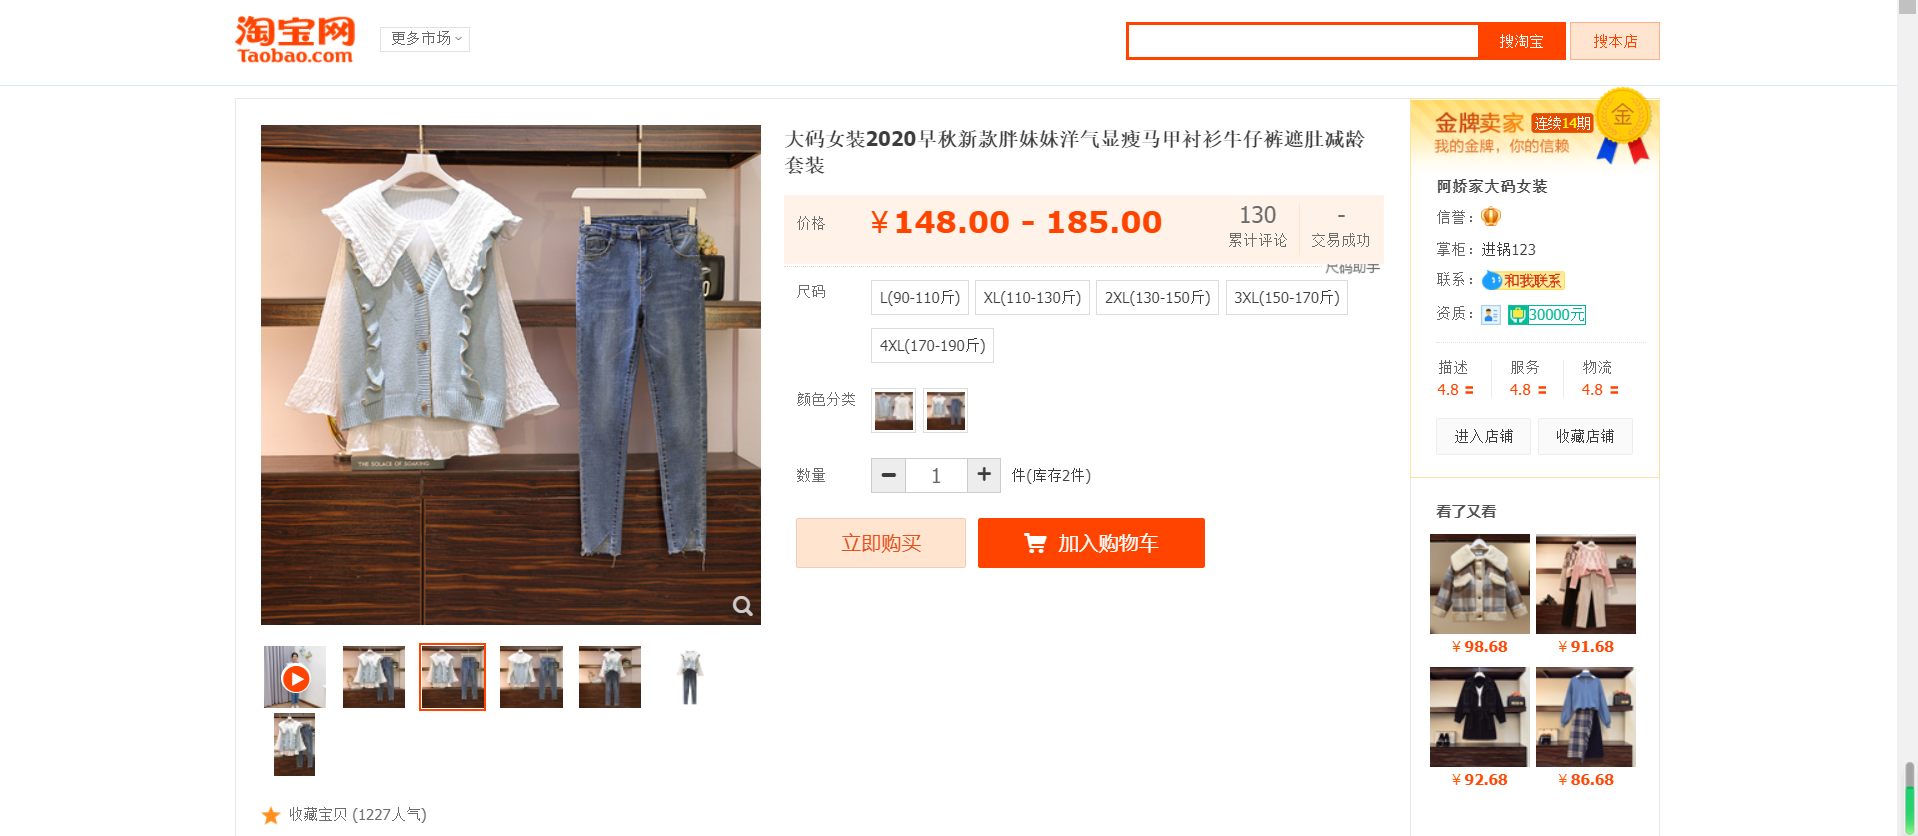 淘宝网
Taobao.com
更多市场
搜淘宝
搜本店
大码女装2020早秋新款胖妹妹洋气显瘦马甲衬衫牛仔裤遮肚减龄
套装
价格
¥148.00 - 185.00
130
累计评论
-
交易成功
尺码助手
尺码
L(90-110斤)
XL(110-130斤)
2XL(130-150斤)
3XL(150-170斤)
4XL(170-190斤)
颜色分类
数量
1
件(库存2件)
立即购买
加入购物车
THE SOLACE OF SOAKING
收藏宝贝 (1227人气)
金牌卖家 连续14期
金
我的金牌，你的信赖
阿娇家大码女装
信誉：
掌柜：进锅123
联系：和我联系
资质：30000元
描述 服务 物流
4.8 4.8 4.8
进入店铺 收藏店铺
看了又看
¥98.68 ¥91.68
¥92.68 ¥86.68